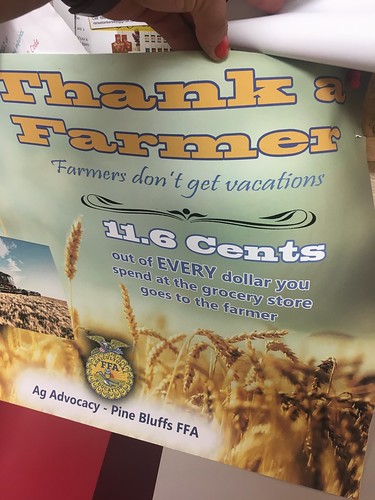 Thank a
Farmer
Farmers don't get vacations
11.6 Cents
out of EVERY dollar you
spend at the grocery store
goes to the farmer
FFA
Ag Advocacy - Pine Bluffs FFA